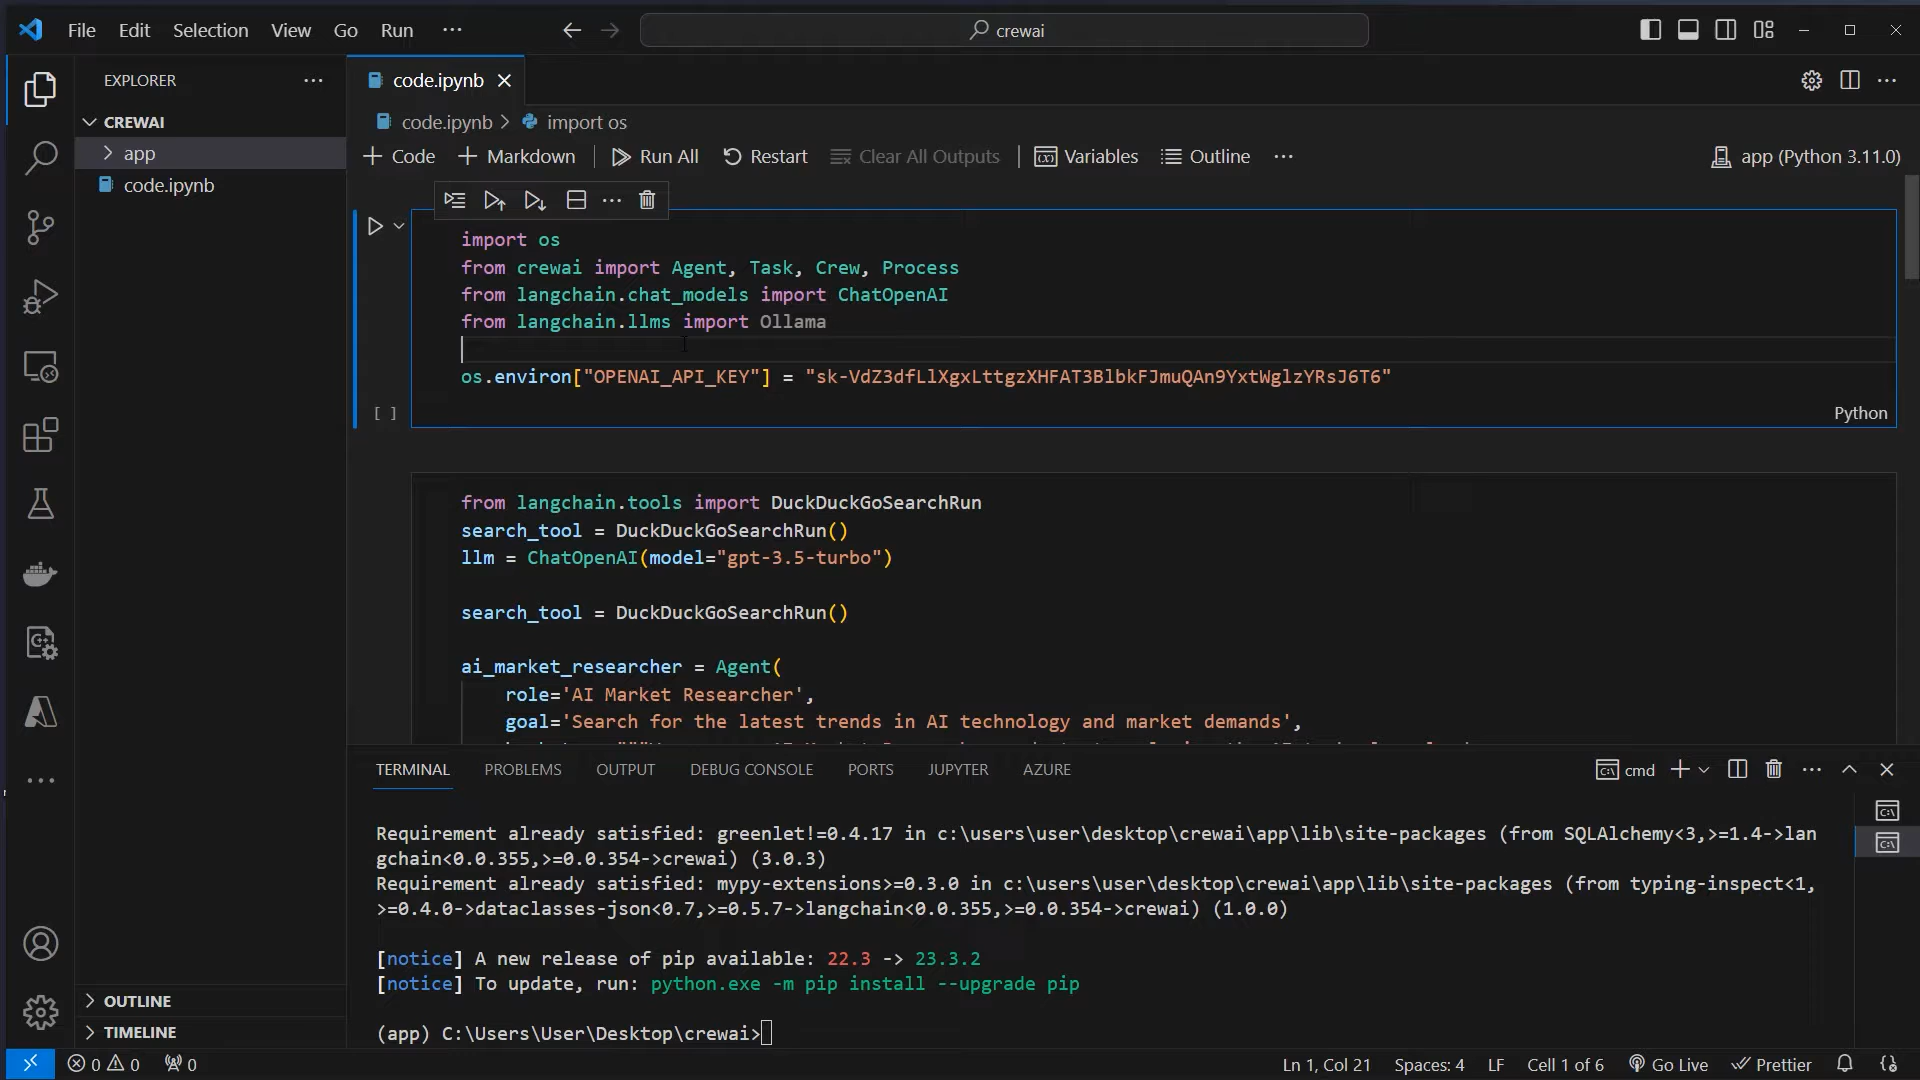 File Edit Selection View Go Run ··· crewai
EXPLORER ···
CREWAI
app
code.ipynb
code.ipynb
code.ipynb > import os
+ Code + Markdown Run All Restart Clear All Outputs Variables Outline ··· app (Python 3.11.0)
import os
from crewai import Agent, Task, Crew, Process
from langchain.chat_models import ChatOpenAI
from langchain.llms import Ollama
os.environ["OPENAI_API_KEY"] = "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"
[ ] Python
from langchain.tools import DuckDuckGoSearchRun
search_tool = DuckDuckGoSearchRun()
llm = ChatOpenAI(model="gpt-3.5-turbo")
search_tool = DuckDuckGoSearchRun()
ai_market_researcher = Agent(
role='AI Market Researcher',
goal='Search for the latest trends in AI technology and market demands',
TERMINAL PROBLEMS OUTPUT DEBUG CONSOLE PORTS JUPYTER AZURE cmd
Requirement already satisfied: greenlet!=0.4.17 in c:\users\user\desktop\crewai\app\lib\site-packages (from SQLAlchemy<3,>=1.4->lan
gchain<0.0.355,>=0.0.354->crewai) (3.0.3)
Requirement already satisfied: mypy-extensions>=0.3.0 in c:\users\user\desktop\crewai\app\lib\site-packages (from typing-inspect<1,
>=0.4.0->dataclasses-json<0.7,>=0.5.7->langchain<0.0.355,>=0.0.354->crewai) (1.0.0)
[notice] A new release of pip available: 22.3 -> 23.3.2
[notice] To update, run: python.exe -m pip install --upgrade pip
(app) C:\Users\User\Desktop\crewai>
OUTLINE
TIMELINE
0 0 0 Ln 1, Col 21 Spaces: 4 LF Cell 1 of 6 Go Live Prettier